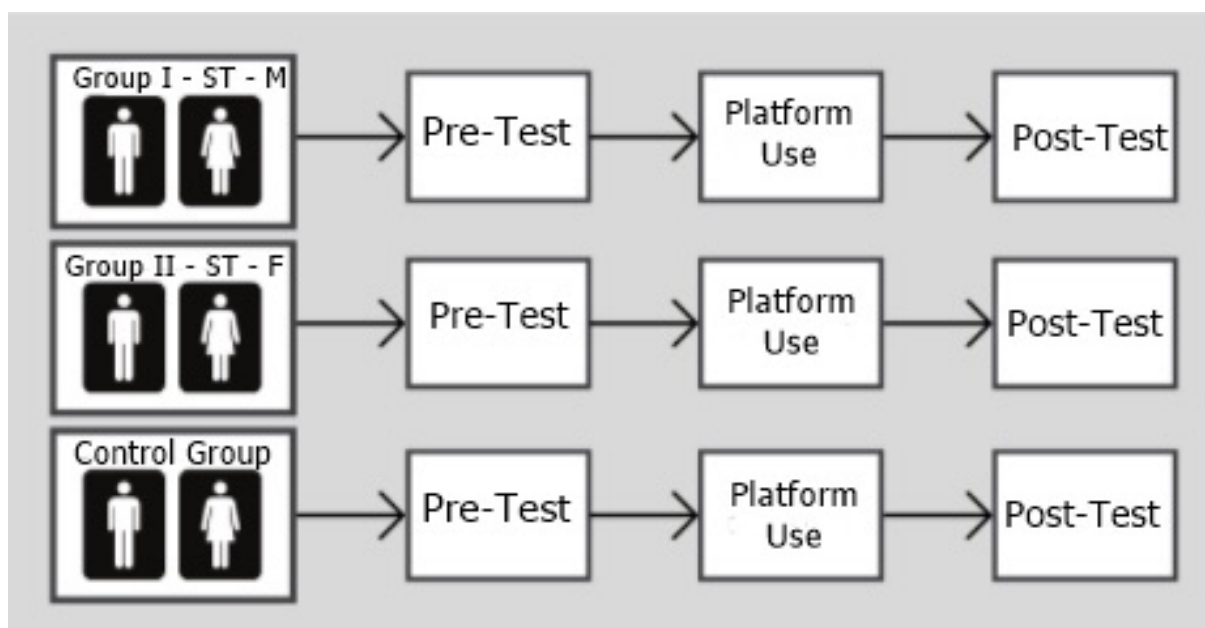 Group I - ST - M
Pre-Test
Platform
Use
Post-Test
Group II - ST - F
Pre-Test
Platform
Use
Post-Test
Control Group
Pre-Test
Platform
Use
Post-Test